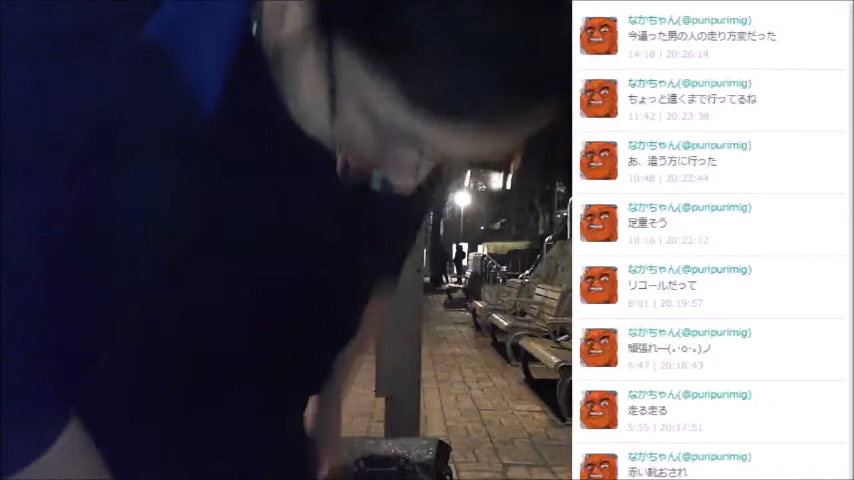 なかちゃん(@puripurimig)
今違った男の人の走り方変だった
14:18 | 20:26:14
なかちゃん(@puripurimig)
ちょっと遠くまで行ってるね
11:42 | 20:23:38
なかちゃん(@puripurimig)
あ、違う方に行った
10:48 | 20:22:44
なかちゃん(@puripurimig)
足重そう
10:16 | 20:22:12
なかちゃん(@puripurimig)
リコールだって
8:01 | 20:19:57
なかちゃん(@puripurimig)
頑張れー(｡･o･｡)ノ
6:47 | 20:18:43
なかちゃん(@puripurimig)
走る走る
5:55 | 20:17:51
なかちゃん(@puripurimig)
赤い靴おされ